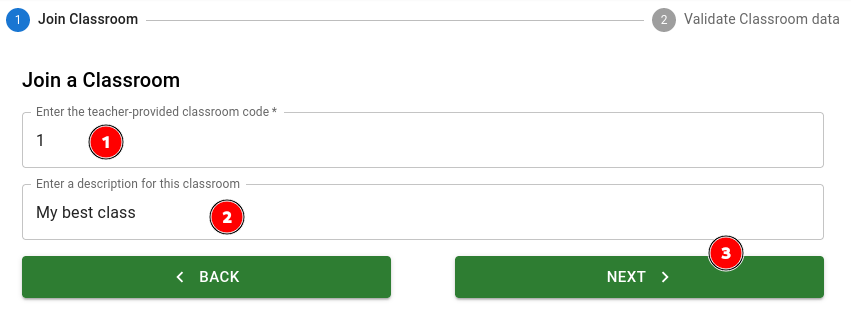 1 Join Classroom 2 Validate Classroom data
Join a Classroom
Enter the teacher-provided classroom code *
1 1
Enter a description for this classroom
My best class 2
3
BACK NEXT